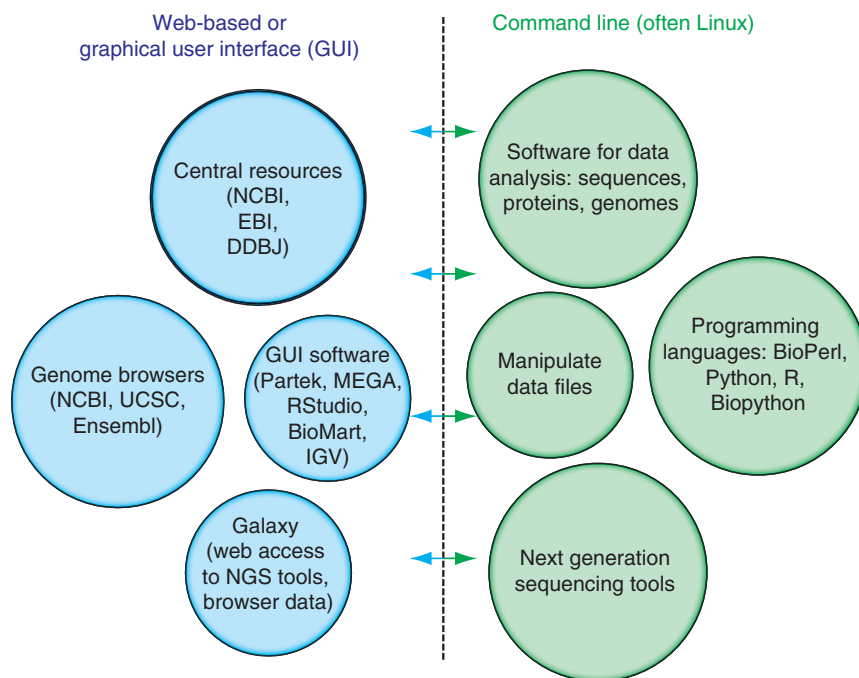 Web-based or
graphical user interface (GUI)
Command line (often Linux)
Central resources
(NCBI,
EBI,
DDBJ)
Software for data
analysis: sequences,
proteins, genomes
Genome browsers
(NCBI, UCSC,
Ensembl)
GUI software
(Partek, MEGA,
RStudio,
BioMart,
IGV)
Manipulate
data files
Programming
languages: BioPerl,
Python, R,
Biopython
Galaxy
(web access
to NGS tools,
browser data)
Next generation
sequencing tools